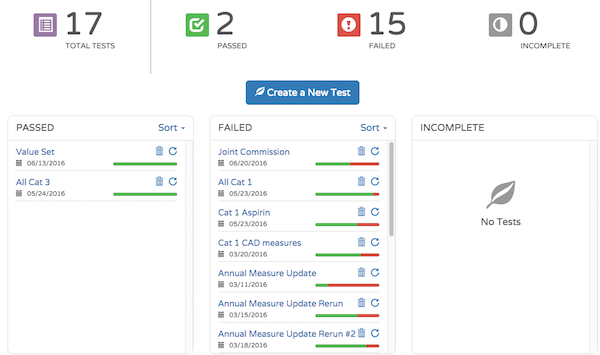 17
TOTAL TESTS
2
PASSED
15
FAILED
0
INCOMPLETE
Create a New Test
PASSED
Sort
Value Set
06/13/2016
All Cat 3
05/24/2016
FAILED
Sort
Joint Commission
06/20/2016
All Cat 1
05/23/2016
Cat 1 Aspirin
05/23/2016
Cat 1 CAD measures
03/20/2016
Annual Measure Update
03/11/2016
Annual Measure Update Rerun
03/15/2016
Annual Measure Update Rerun #2
03/18/2016
INCOMPLETE
No Tests